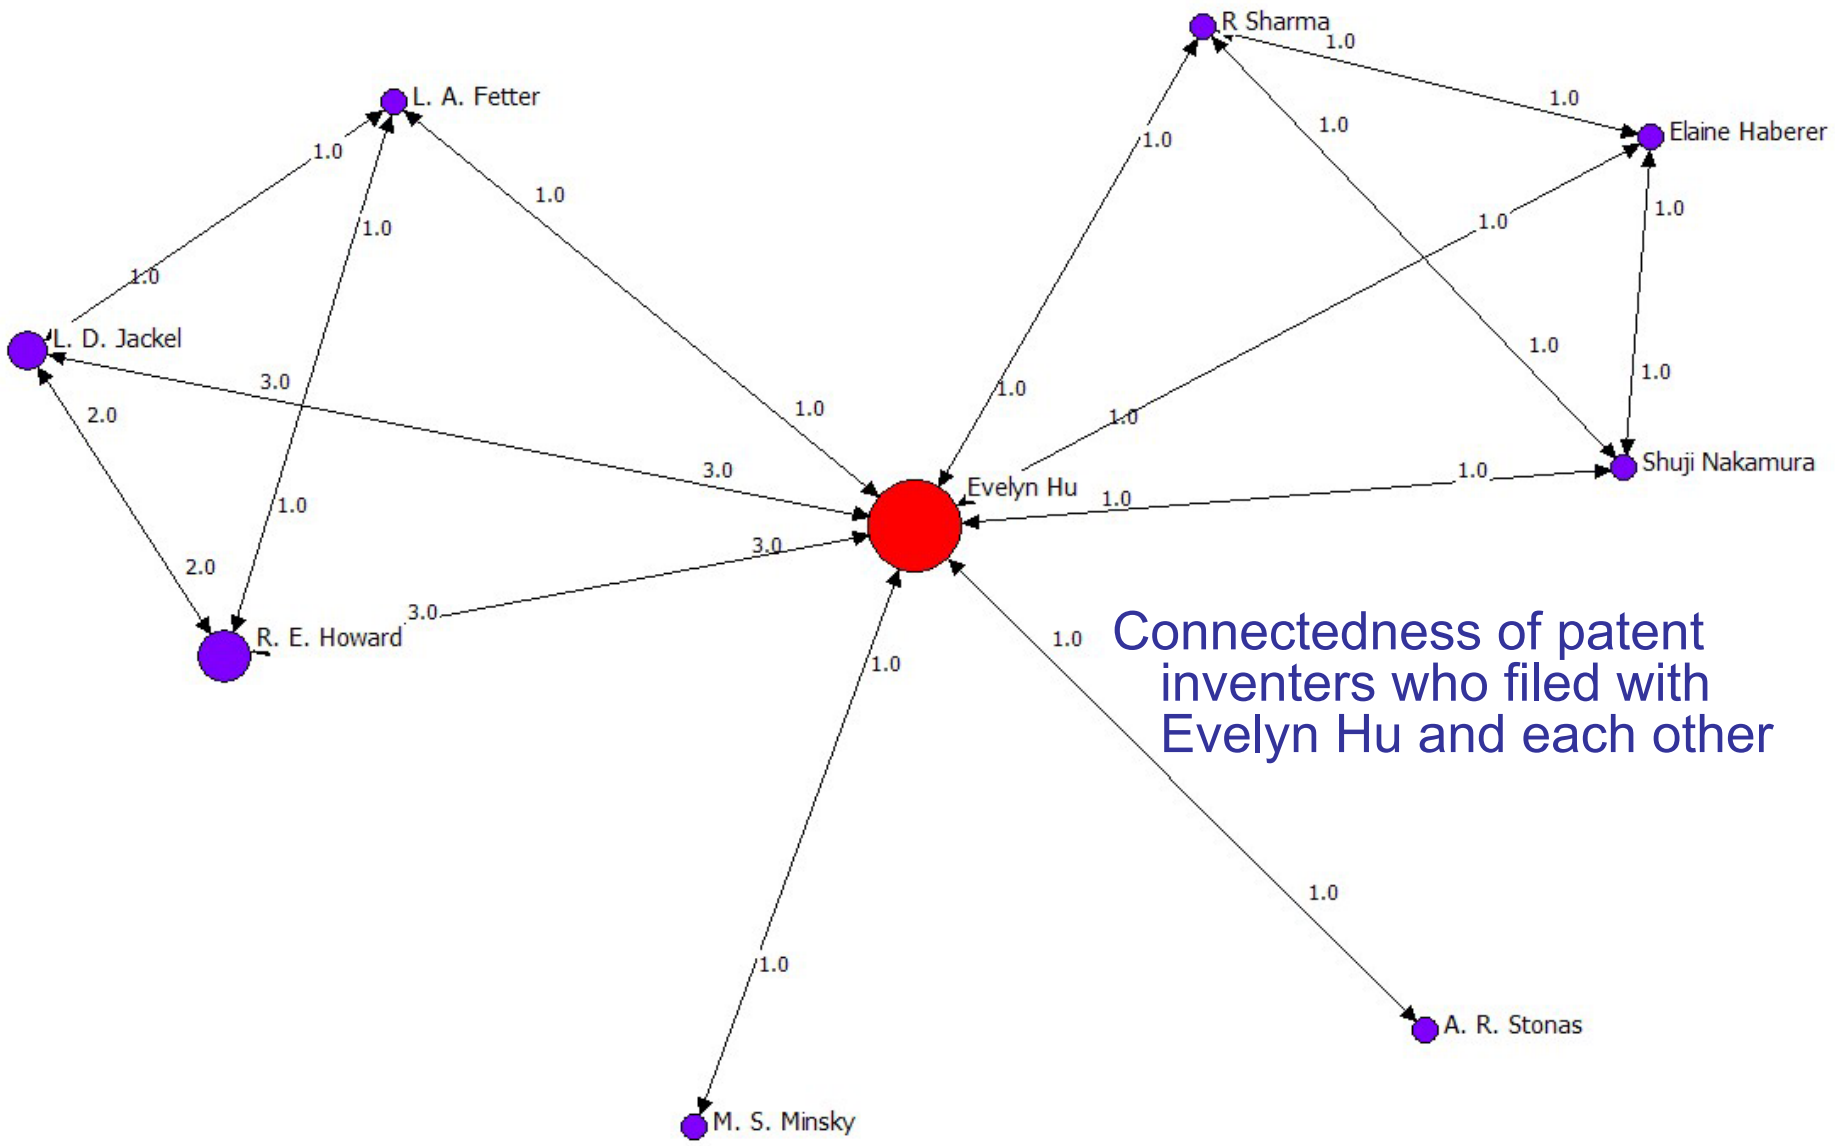 R Sharma
1.0
L. A. Fetter
1.0
1.0
Elaine Haberer
1.0
1.0
1.0
1.0
1.0
1.0
1.0
1.0
1.0
L. D. Jackel
1.0
1.0
3.0
1.0
1.0
2.0
1.0
3.0
Shuji Nakamura
1.0
Evelyn Hu
1.0
1.0
3.0
2.0
3.0
R. E. Howard
1.0
1.0
Connectedness of patent
inventers who filed with
Evelyn Hu and each other
1.0
1.0
A. R. Stonas
M. S. Minsky